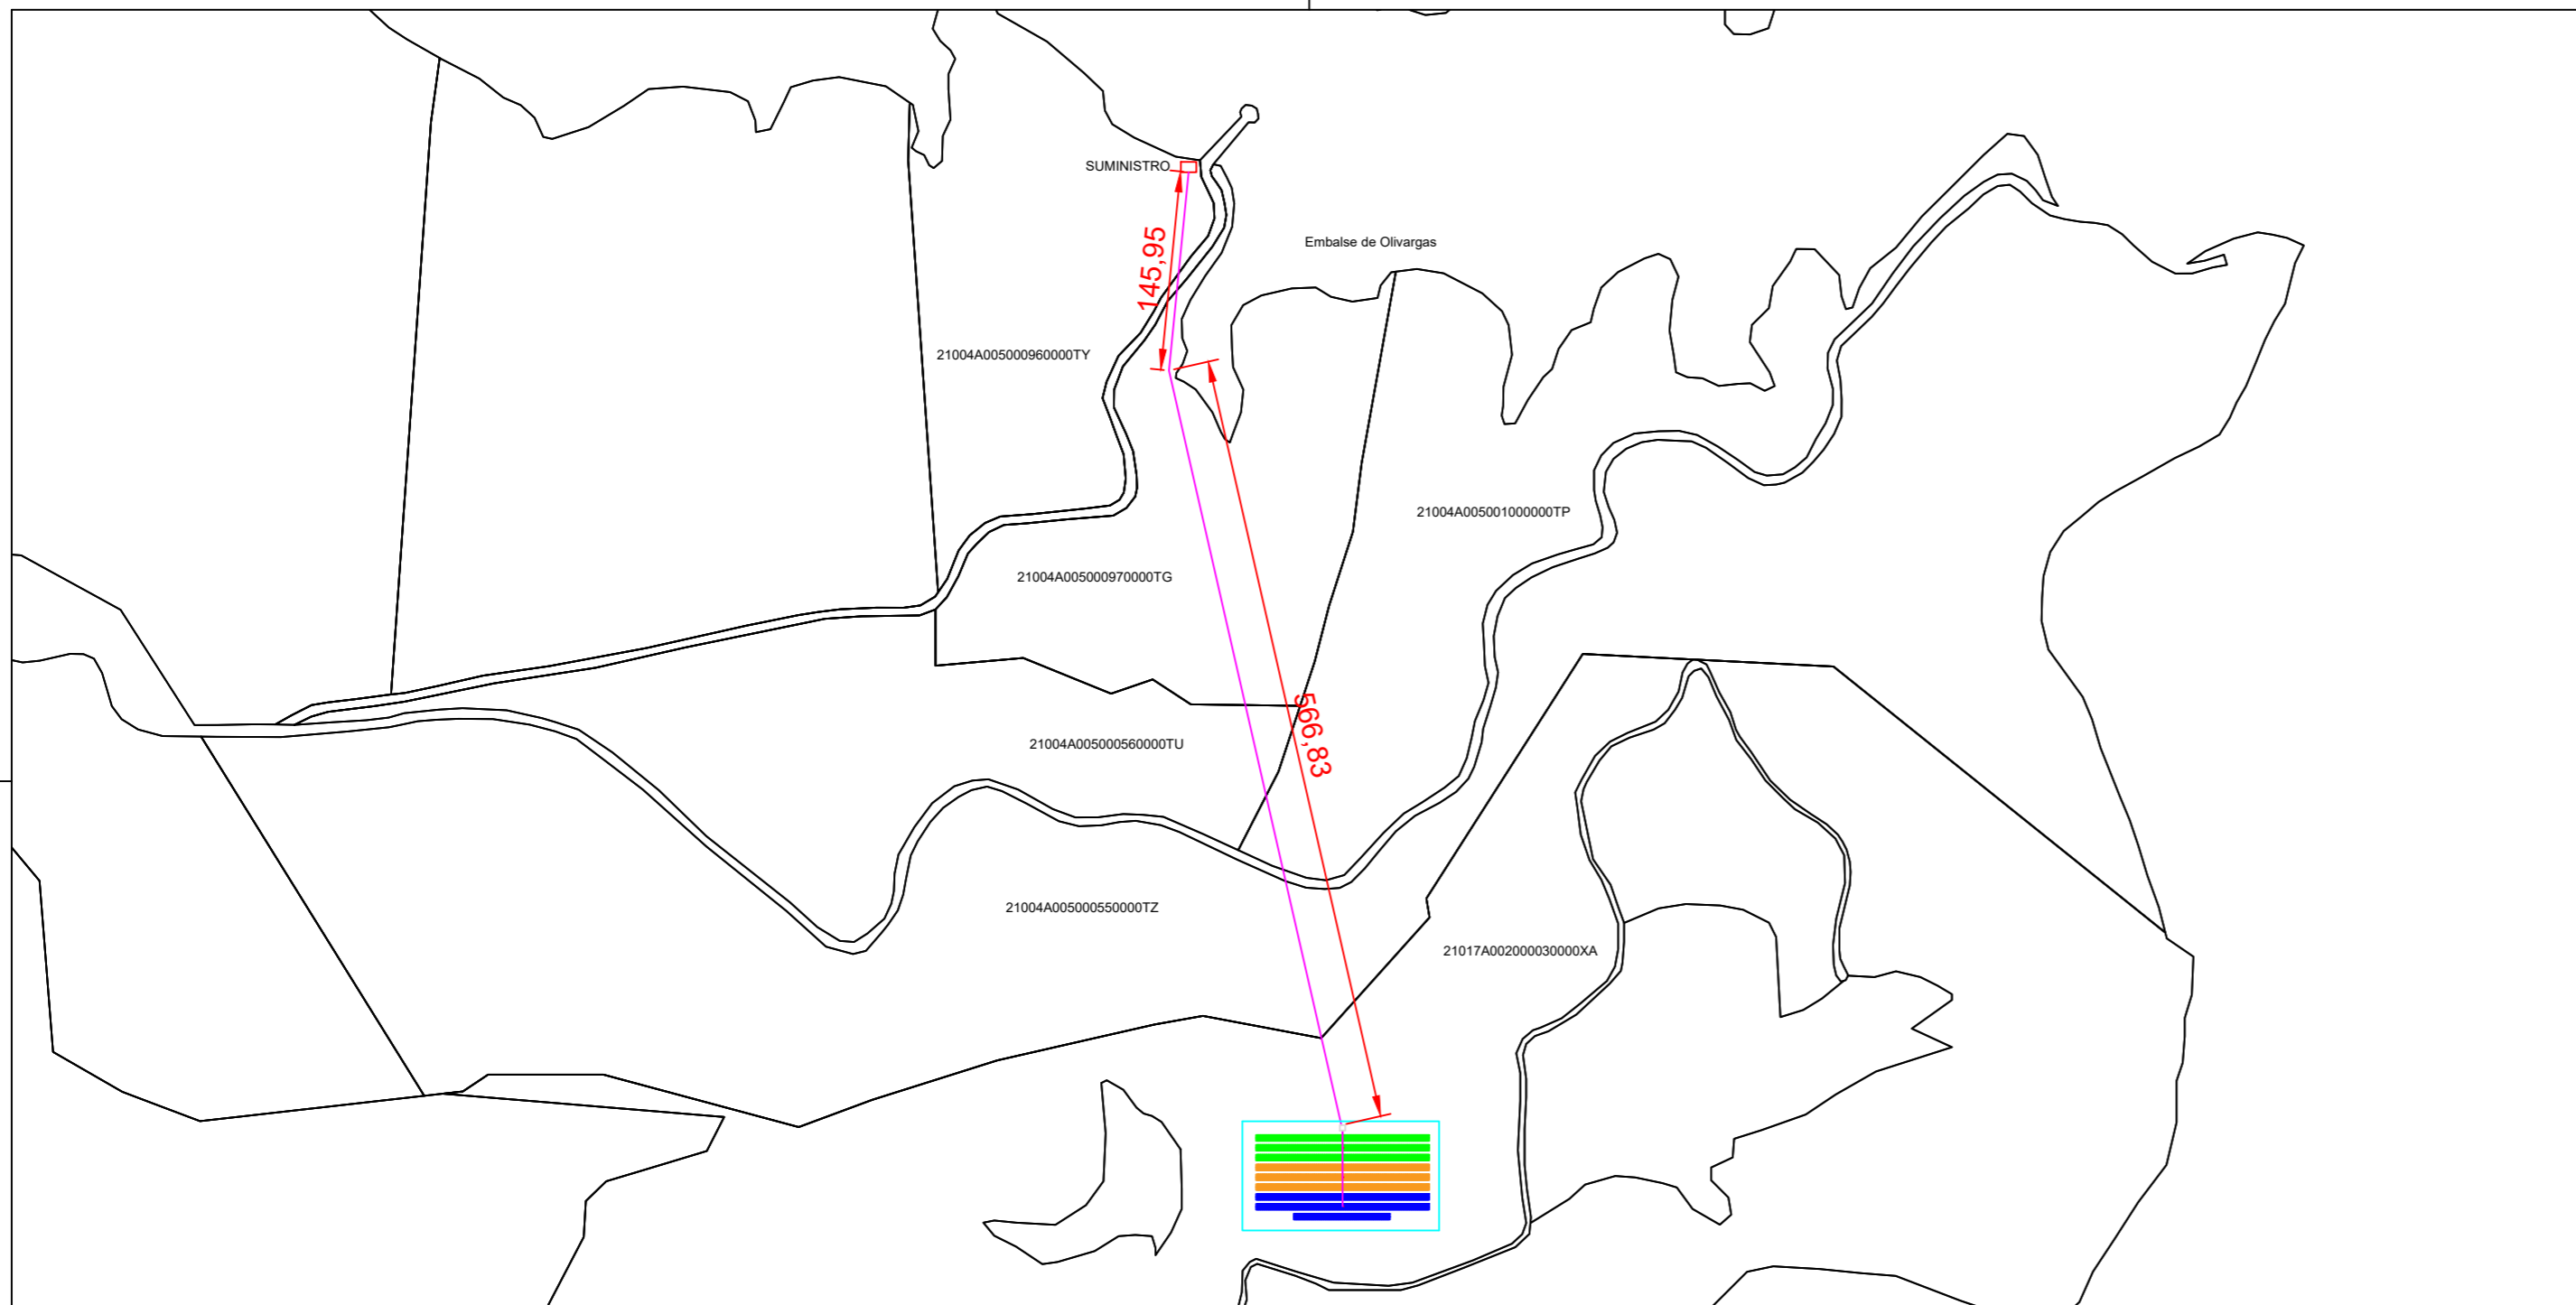 SUMINISTRO
Embalse de Olivargas
145,95
21004A005000960000TY
21004A005001000000TP
21004A005000970000TG
566,83
21004A005000560000TU
21004A005000550000TZ
21017A002000030000XA